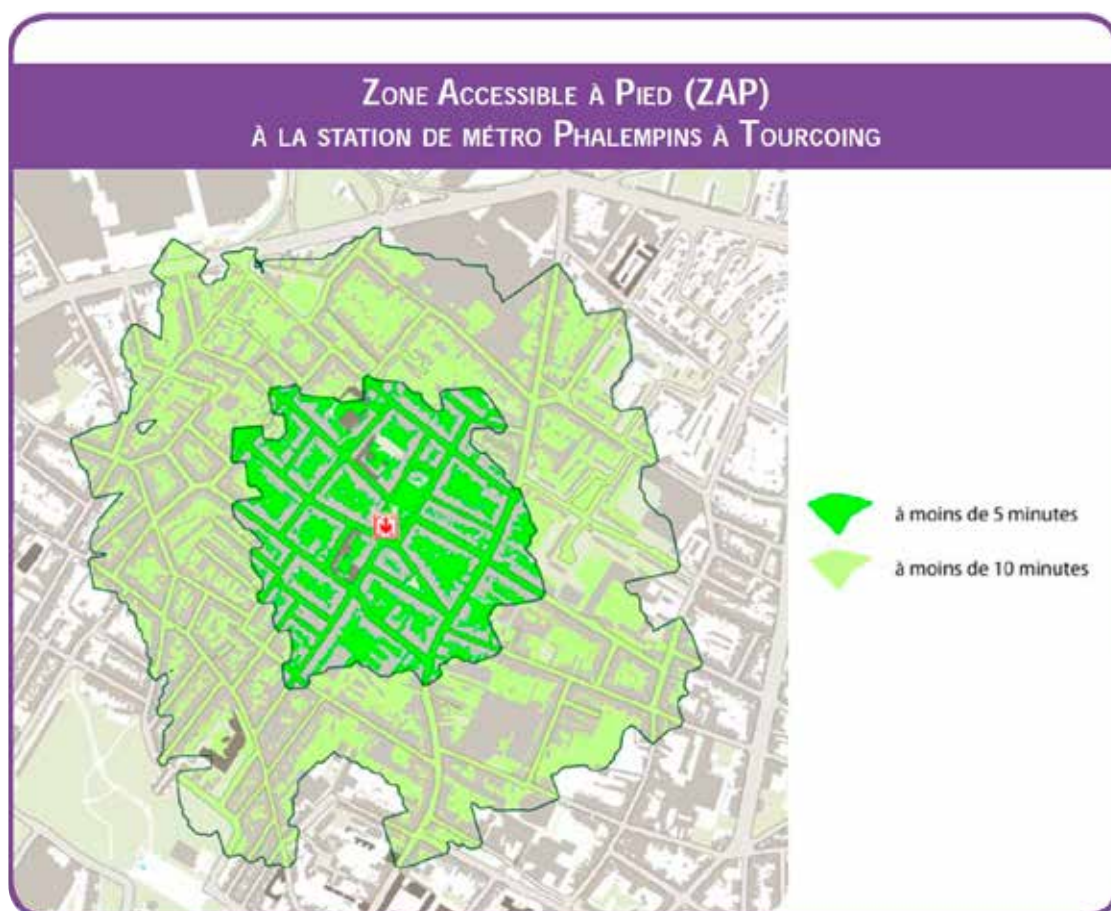 Zone Accessible à Pied (ZAP)
à la station de métro Phalempins à Tourcoing
à moins de 5 minutes
à moins de 10 minutes